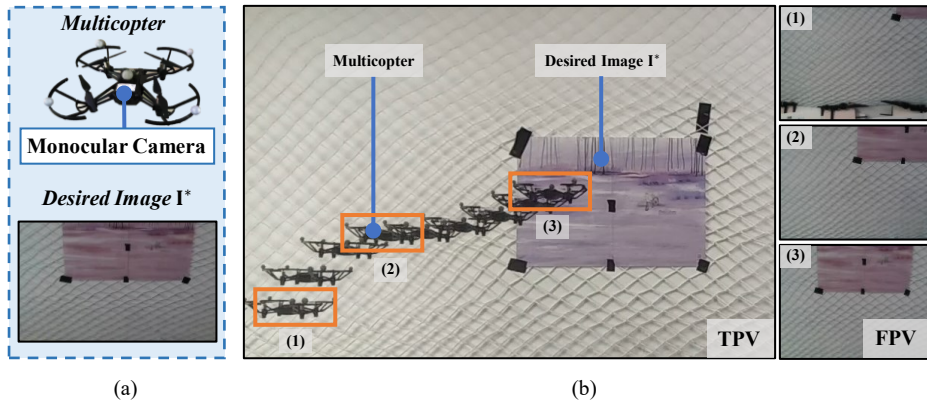 Multicopter
Monocular Camera
Desired Image I*
(a)
Multicopter
Desired Image I*
(1)
(2)
(3)
TPV
(1)
(2)
(3)
FPV
(b)